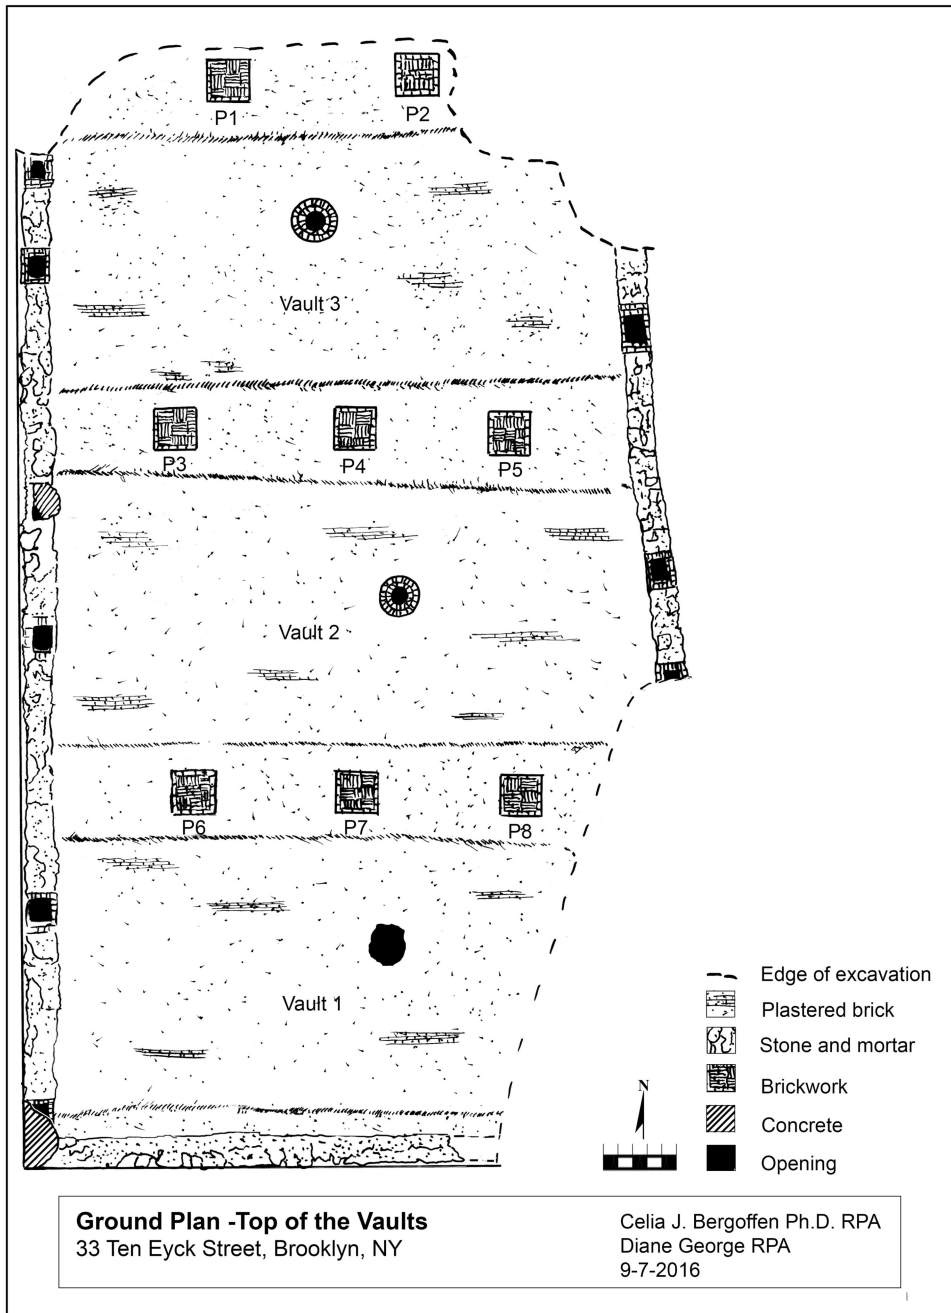 P1
P2
Vault 3
P3
P4
P5
Vault 2
P6
P7
P8
Vault 1
Edge of excavation
Plastered brick
Stone and mortar
Brickwork
Concrete
Opening
N
Ground Plan -Top of the Vaults
33 Ten Eyck Street, Brooklyn, NY
Celia J. Bergoffen Ph.D. RPA
Diane George RPA
9-7-2016